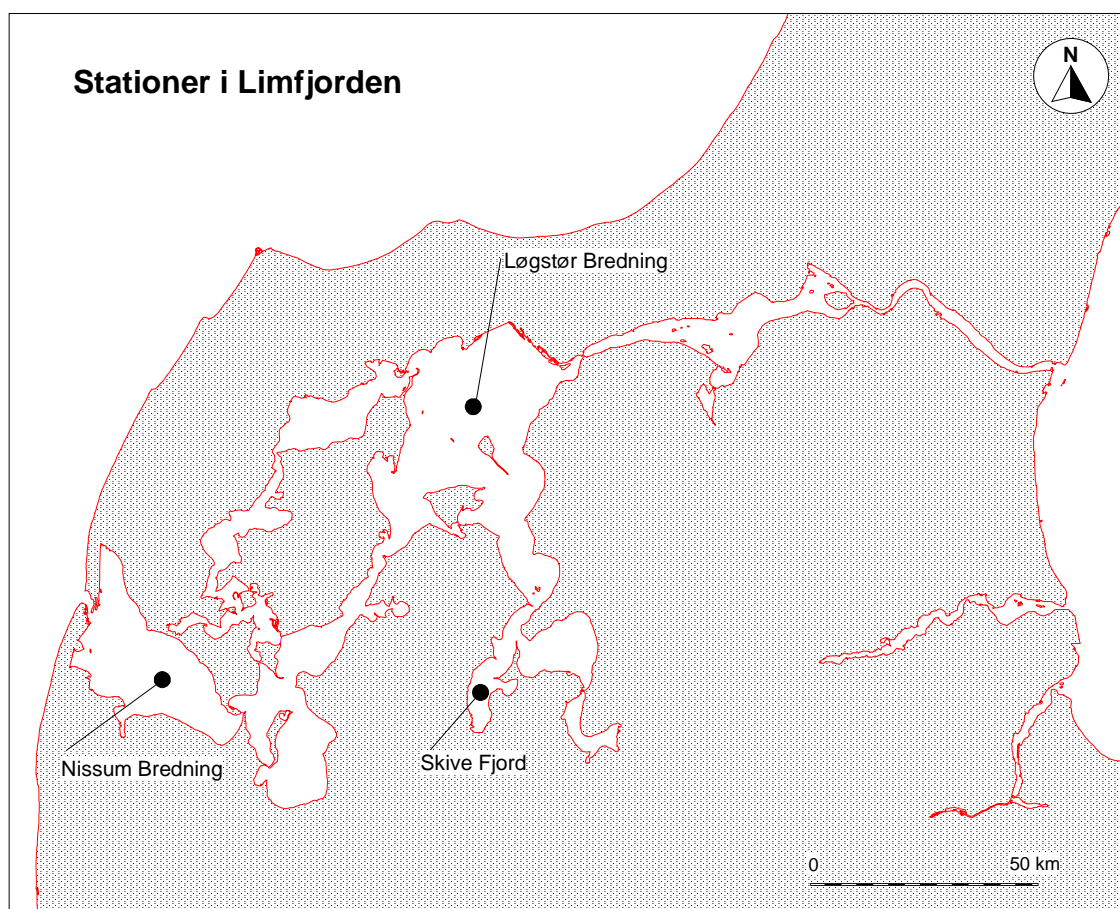 Stationer i Limfjorden
N
Løgstør Bredning
Nissum Bredning
Skive Fjord
0 50 km